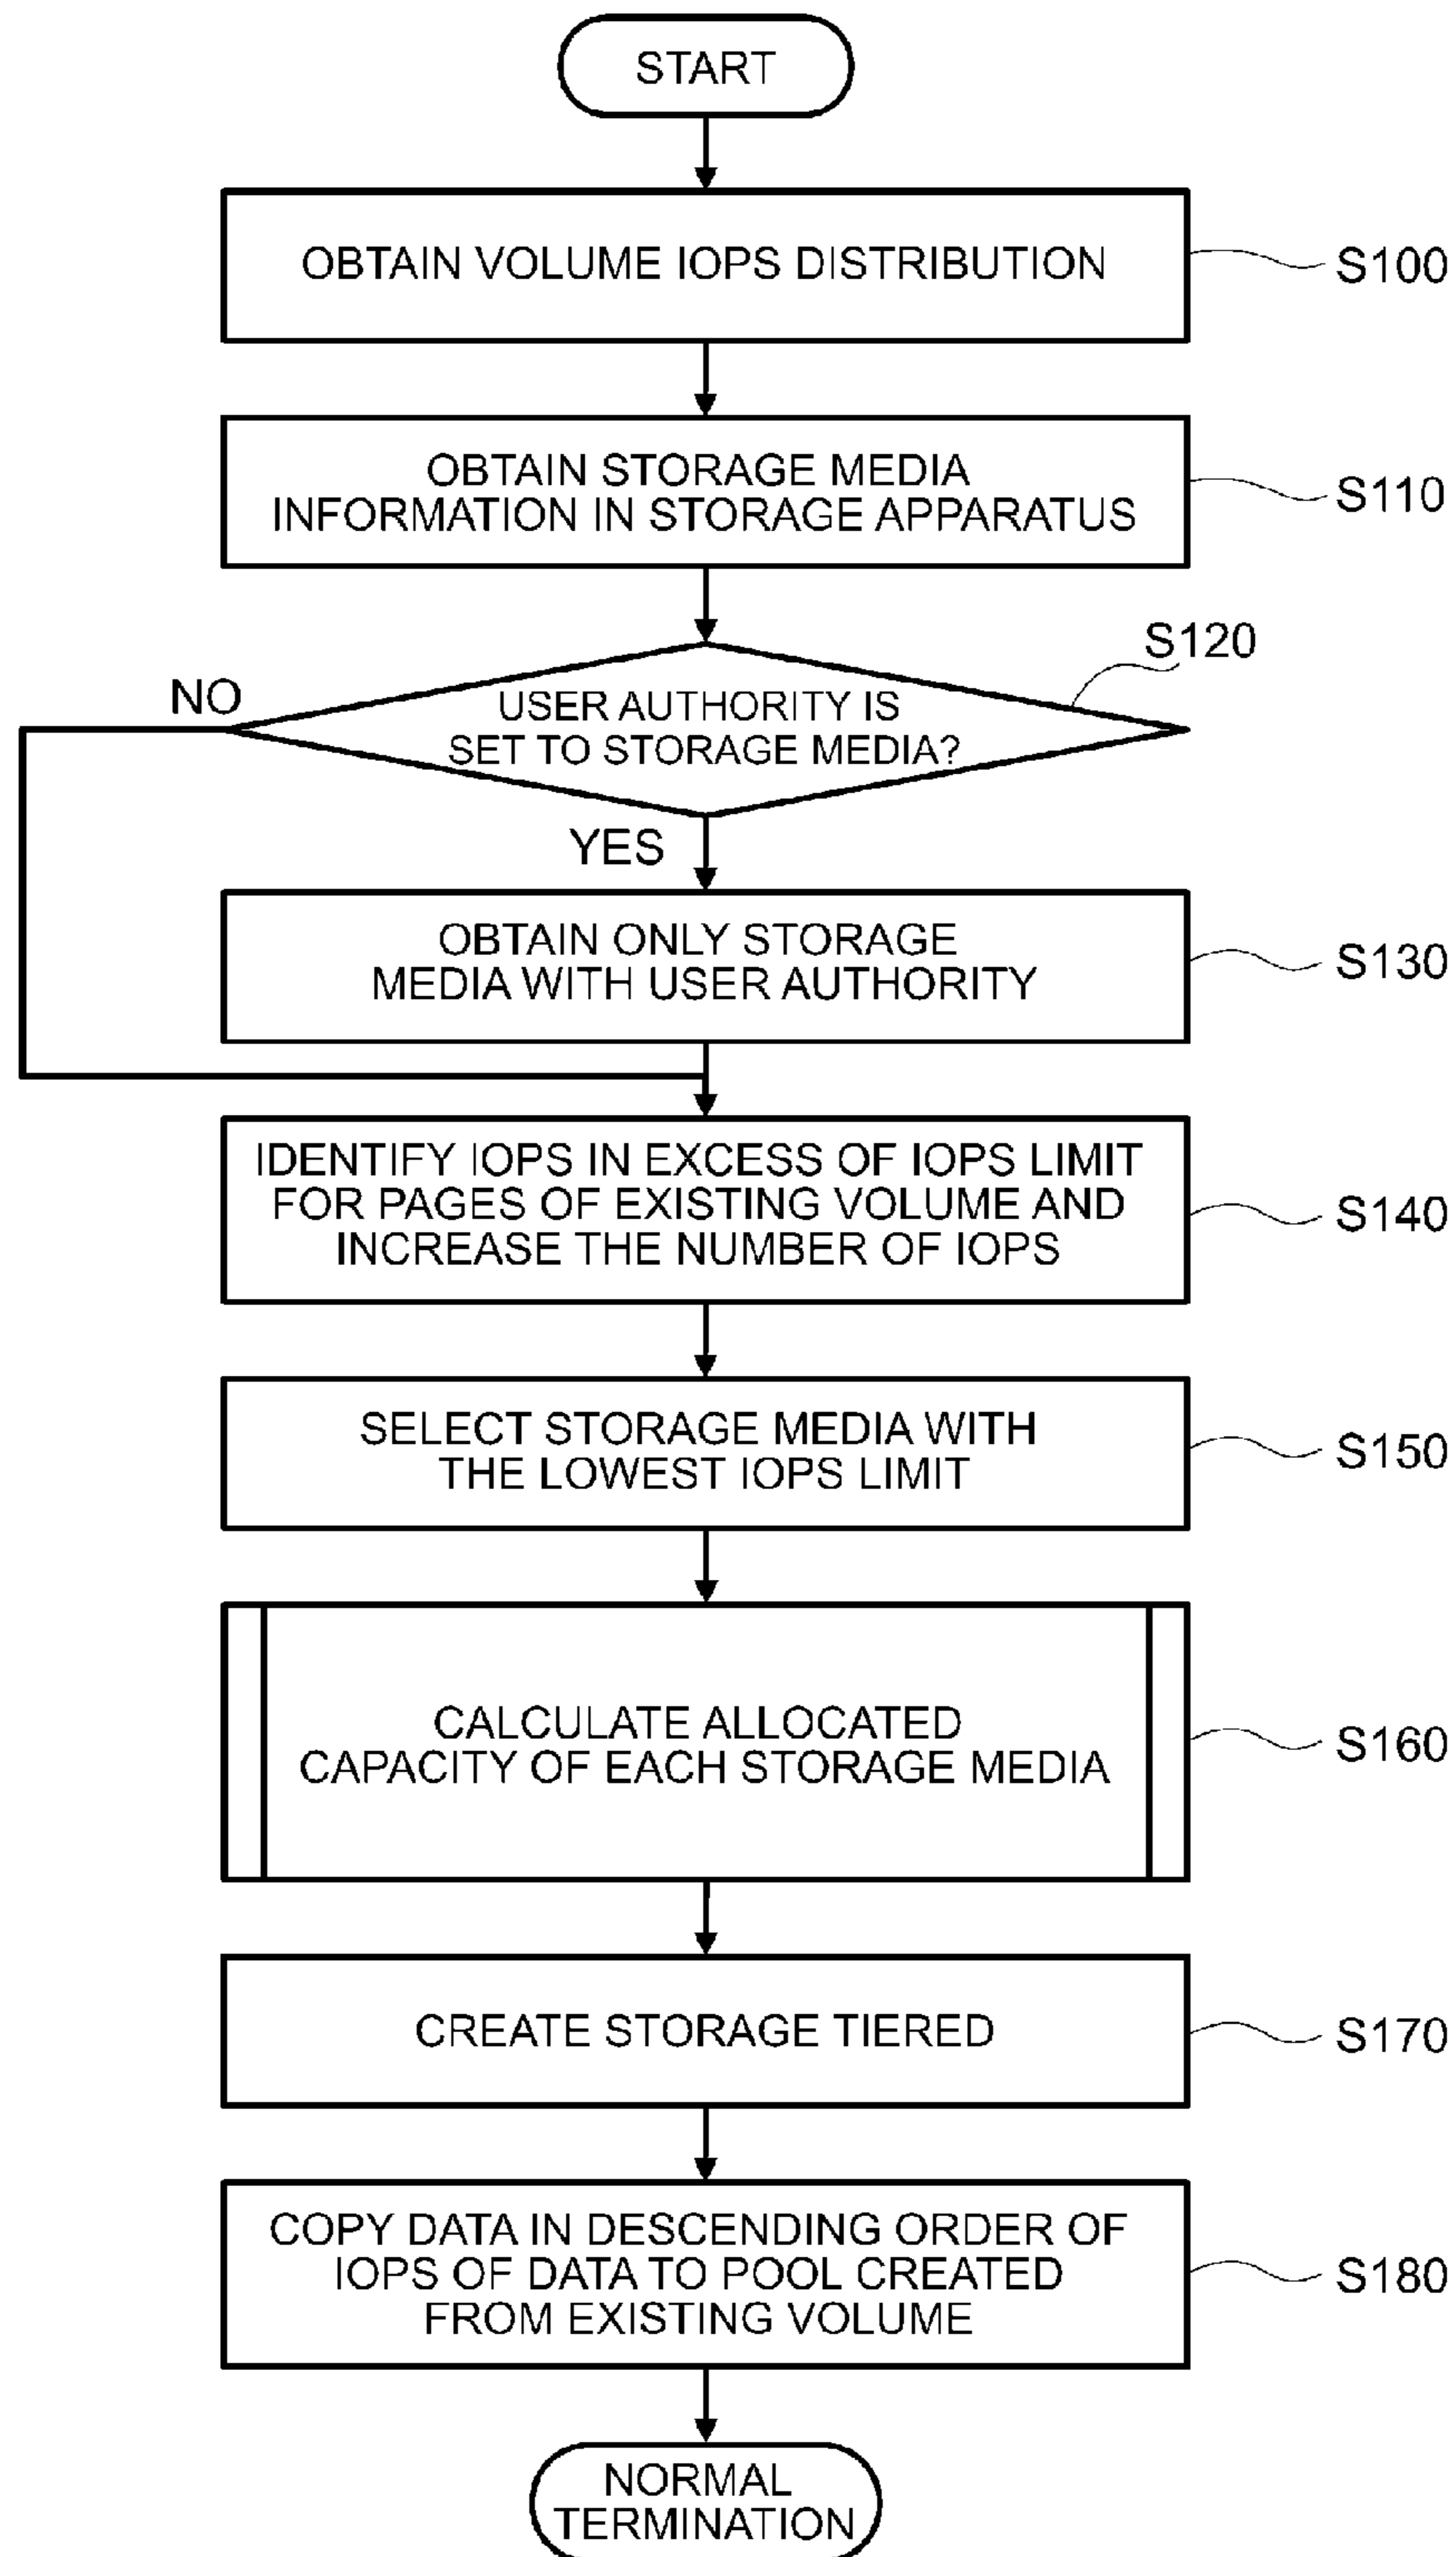 START
OBTAIN VOLUME IOPS DISTRIBUTION
S100
OBTAIN STORAGE MEDIA
INFORMATION IN STORAGE APPARATUS
S110
S120
NO
USER AUTHORITY IS
SET TO STORAGE MEDIA?
YES
OBTAIN ONLY STORAGE
MEDIA WITH USER AUTHORITY
S130
IDENTIFY IOPS IN EXCESS OF IOPS LIMIT
FOR PAGES OF EXISTING VOLUME AND
INCREASE THE NUMBER OF IOPS
S140
SELECT STORAGE MEDIA WITH
THE LOWEST IOPS LIMIT
S150
CALCULATE ALLOCATED
CAPACITY OF EACH STORAGE MEDIA
S160
CREATE STORAGE TIERED
S170
COPY DATA IN DESCENDING ORDER OF
IOPS OF DATA TO POOL CREATED
FROM EXISTING VOLUME
S180
NORMAL
TERMINATION